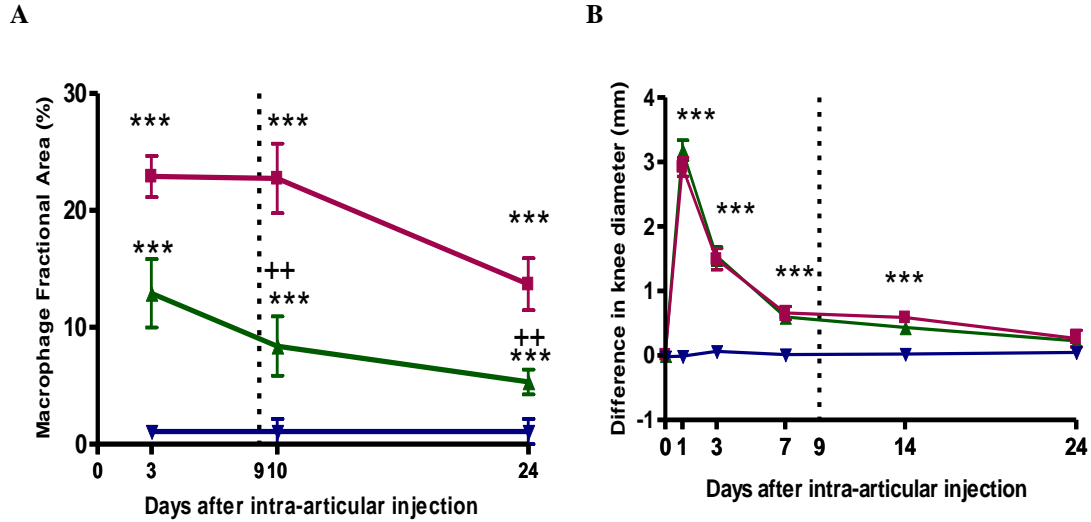 A
Macrophage Fractional Area (%)
30
20
10
0
***
***
***
***
++
***
++
***
0 3 9 10 24
Days after intra-articular injection
B
Difference in knee diameter (mm)
4
3
2
1
0
-1
***
***
***
***
0 1 3 7 9 14 24
Days after intra-articular injection